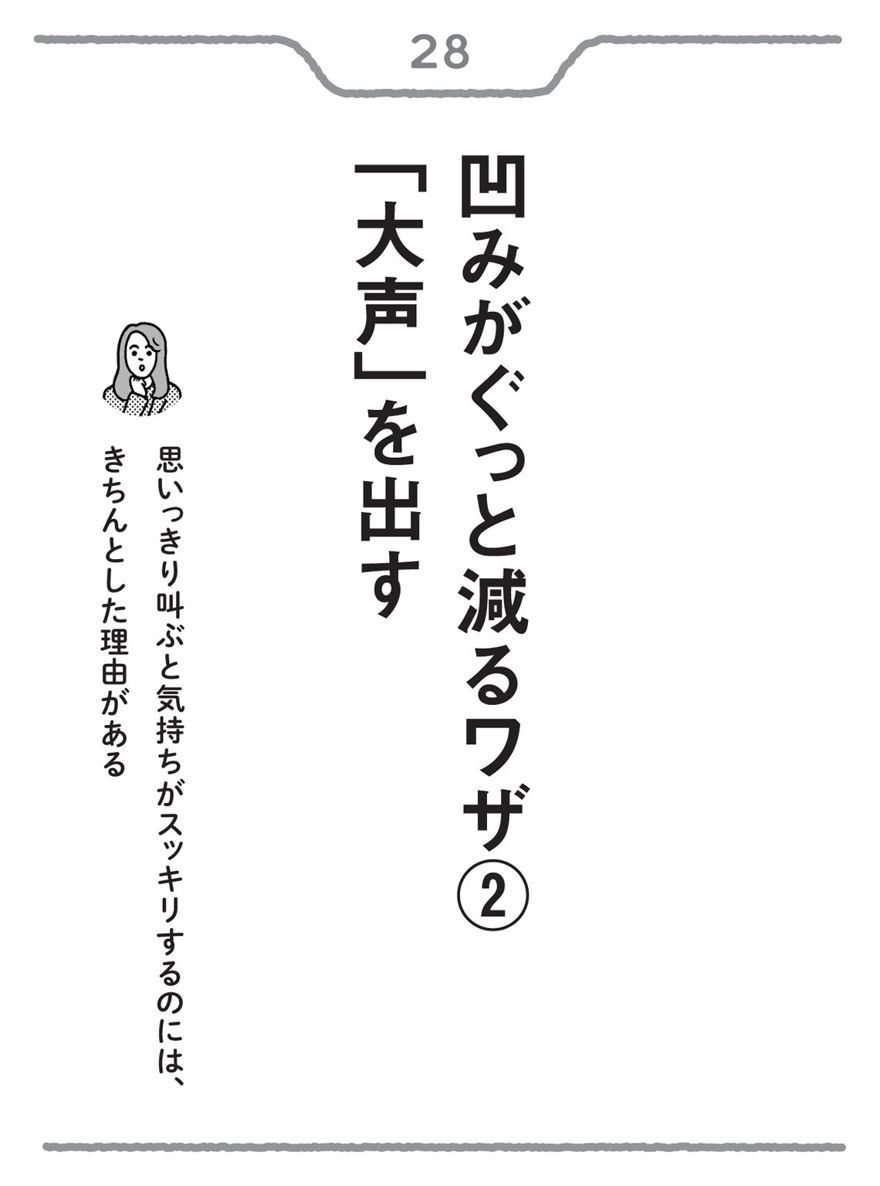 28
凹みがぐっと減るワザ②
「大声」を出す
思いっきり叫ぶと気持ちがスッキリするのには、
きちんとした理由がある